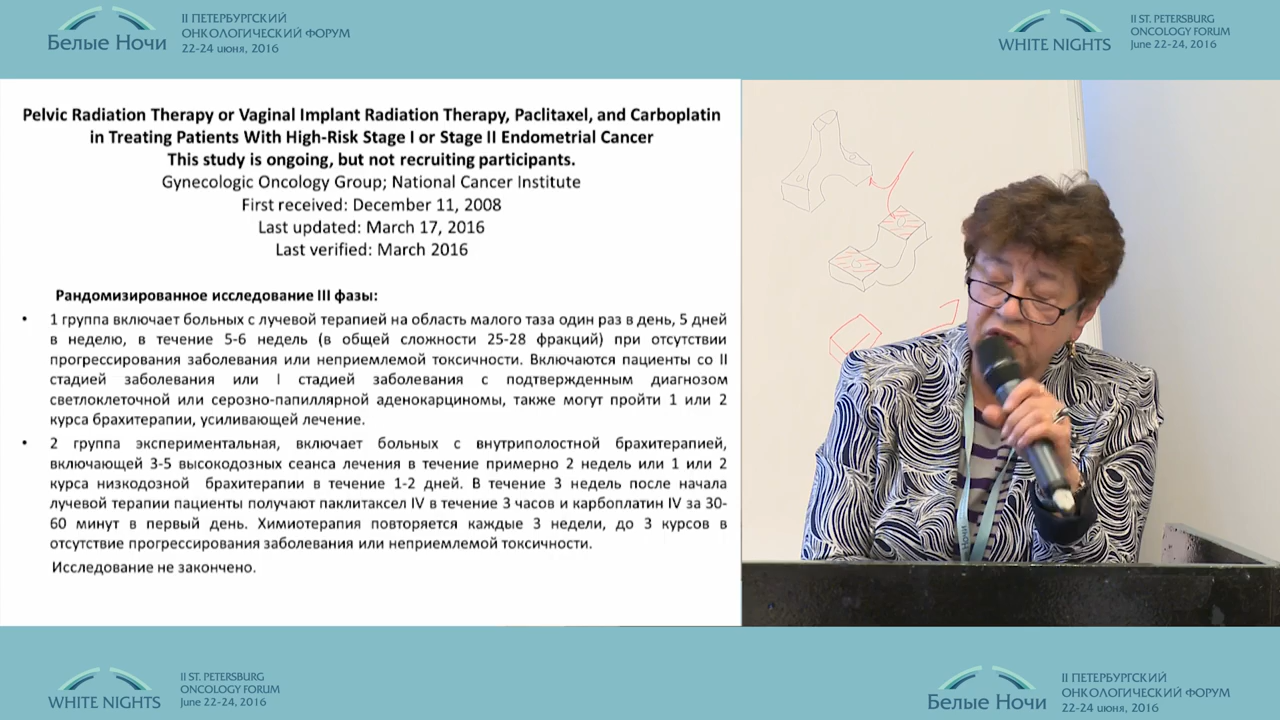 Белые Ночи
II ПЕТЕРБУРГСКИЙ
ОНКОЛОГИЧЕСКИЙ ФОРУМ
22-24 июня, 2016
WHITE NIGHTS
II ST. PETERSBURG
ONCOLOGY FORUM
June 22-24, 2016
Pelvic Radiation Therapy or Vaginal Implant Radiation Therapy, Paclitaxel, and Carboplatin
in Treating Patients With High-Risk Stage I or Stage II Endometrial Cancer
This study is ongoing, but not recruiting participants.
Gynecologic Oncology Group; National Cancer Institute
First received: December 11, 2008
Last updated: March 17, 2016
Last verified: March 2016
Рандомизированное исследование III фазы:
• 1 группа включает больных с лучевой терапией на область малого таза один раз в день, 5 дней
в неделю, в течение 5-6 недель (в общей сложности 25-28 фракций) при отсутствии
прогрессирования заболевания или неприемлемой токсичности. Включаются пациенты со II
стадией заболевания или I стадией заболевания с подтвержденным диагнозом
светлоклеточной или серозно-папиллярной аденокарциномы, также могут пройти 1 или 2
курса брахитерапии, усиливающей лечение.
• 2 группа экспериментальная, включает больных с внутриполостной брахитерапией,
включающей 3-5 высокодозных сеанса лечения в течение примерно 2 недель или 1 или 2
курса низкодозной брахитерапии в течение 1-2 дней. В течение 3 недель после начала
лучевой терапии пациенты получают паклитаксел IV в течение 3 часов и карбоплатин IV за 30-
60 минут в первый день. Химиотерапия повторяется каждые 3 недели, до 3 курсов в
отсутствие прогрессирования заболевания или неприемлемой токсичности.
Исследование не закончено.
WHITE NIGHTS
II ST. PETERSBURG
ONCOLOGY FORUM
June 22-24, 2016
Белые Ночи
II ПЕТЕРБУРГСКИЙ
ОНКОЛОГИЧЕСКИЙ ФОРУМ
22-24 июня, 2016